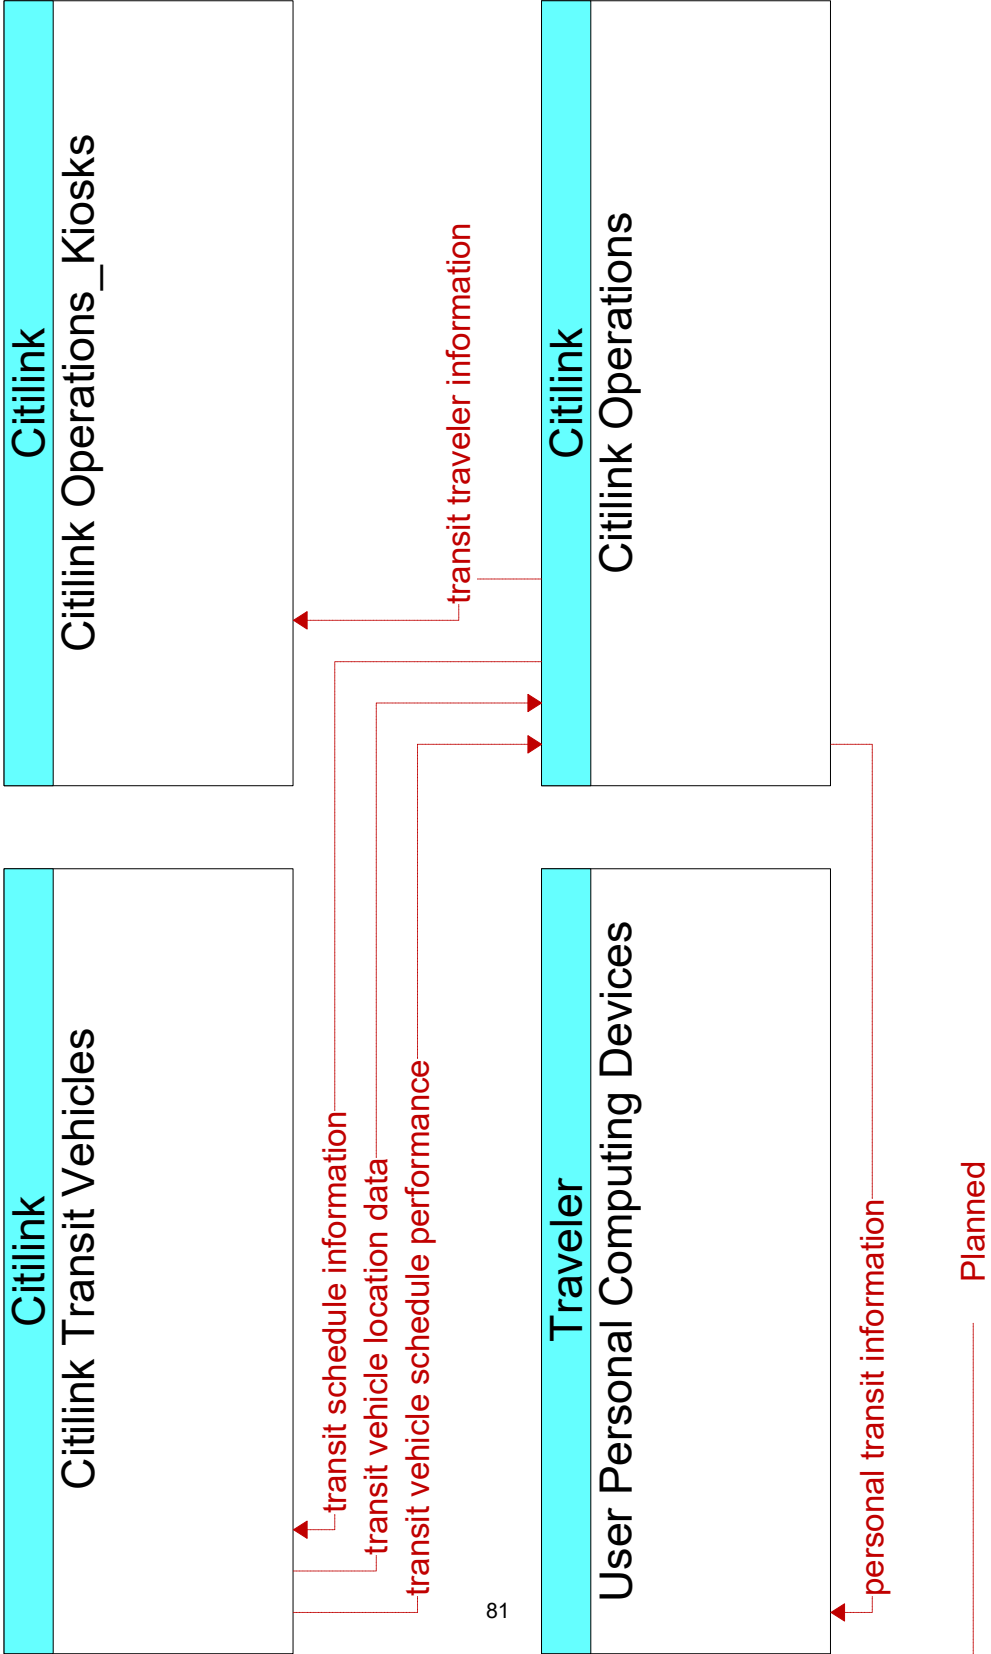 Citilink
Citilink Transit Vehicles
Citilink
Citilink Operations_Kiosks
transit schedule information
transit vehicle location data
transit vehicle schedule performance
transit traveler information
Traveler
User Personal Computing Devices
Citilink
Citilink Operations
personal transit information
Planned
81